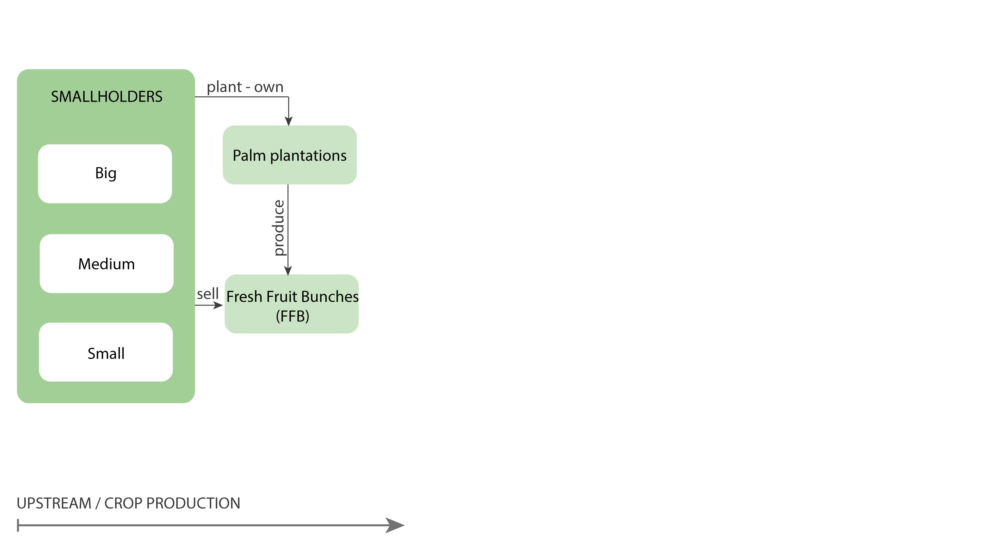 plant - own
SMALLHOLDERS
Palm plantations
Big
produce
Medium
sell
Fresh Fruit Bunches
(FFB)
Small
UPSTREAM / CROP PRODUCTION